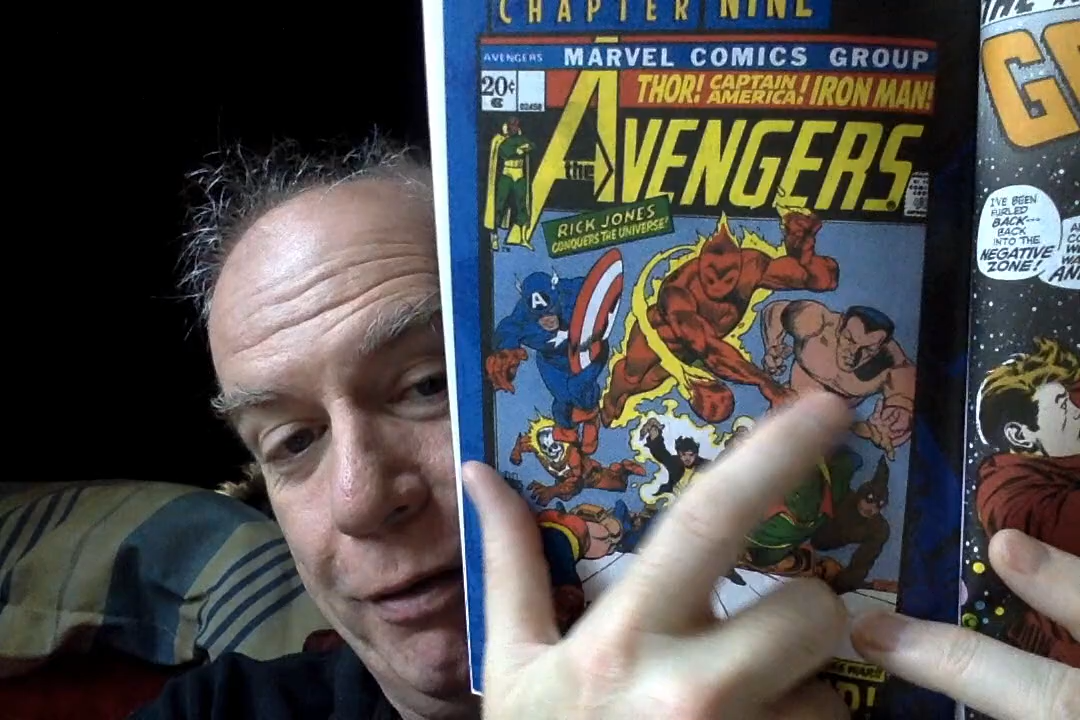 CHAPTER NINE
AVENGERS MARVEL COMICS GROUP
20¢
THOR! CAPTAIN AMERICA! IRON MAN!
the AVENGERS
RICK JONES
CONQUERS THE UNIVERSE!
A
I'VE BEEN
FURLED
BACK---
BACK
INTO THE
NEGATIVE
ZONE!